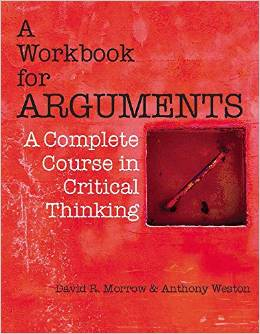 A
Workbook
for
ARGUMENTS
A Complete
Course in
Critical
Thinking
David R. Morrow & Anthony Weston